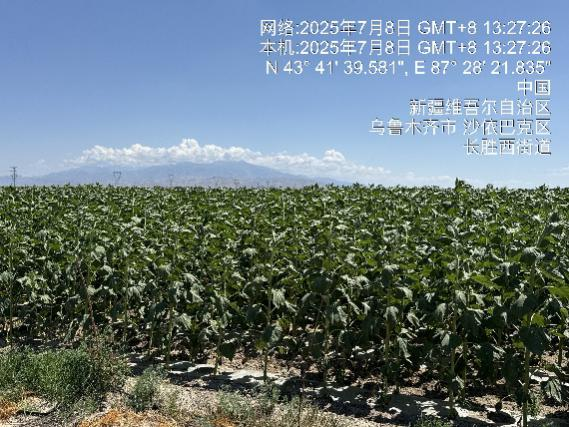 网络:2025年7月8日 GMT+8 13:27:26
本机:2025年7月8日 GMT+8 13:27:26
N 43° 41' 39.581", E 87° 28' 21.835"
中国
新疆维吾尔自治区
乌鲁木齐市 沙依巴克区
长胜西街道